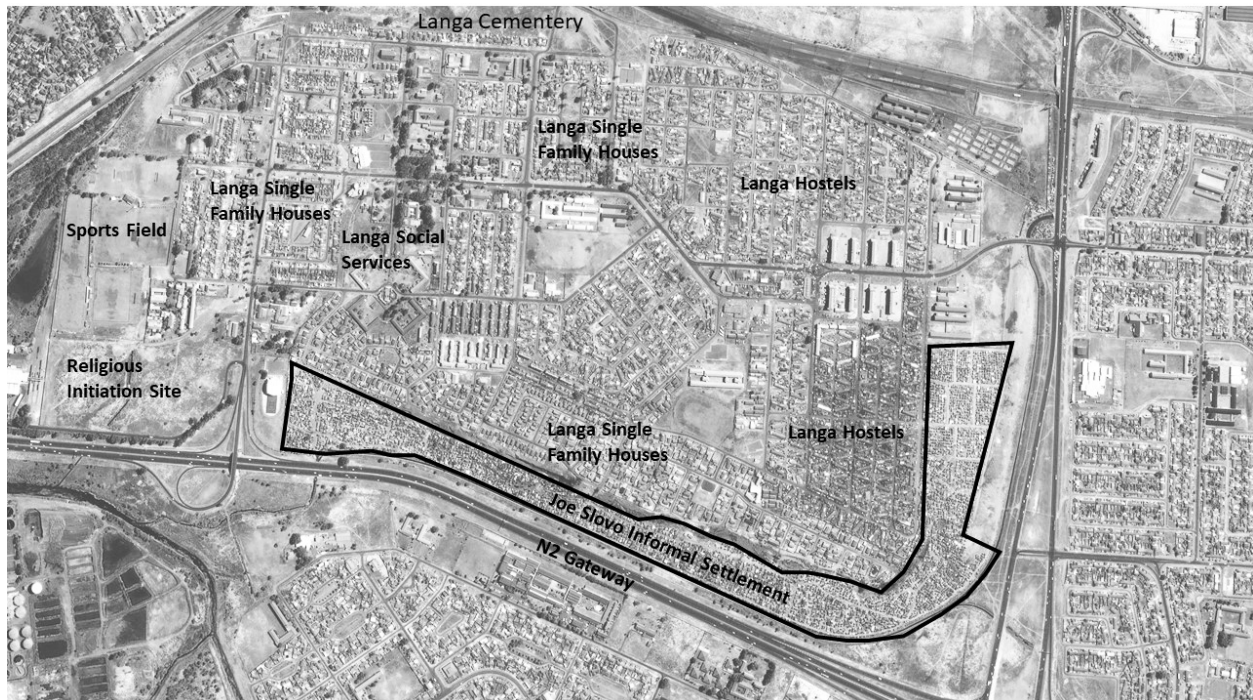 Langa Cementery
Langa Single
Family Houses
Langa Single
Family Houses
Langa Hostels
Sports Field
Langa Social
Services
Religious
Initiation Site
Langa Single
Family Houses
Langa Hostels
Joe Slovo Informal Settlement
N2 Gateway